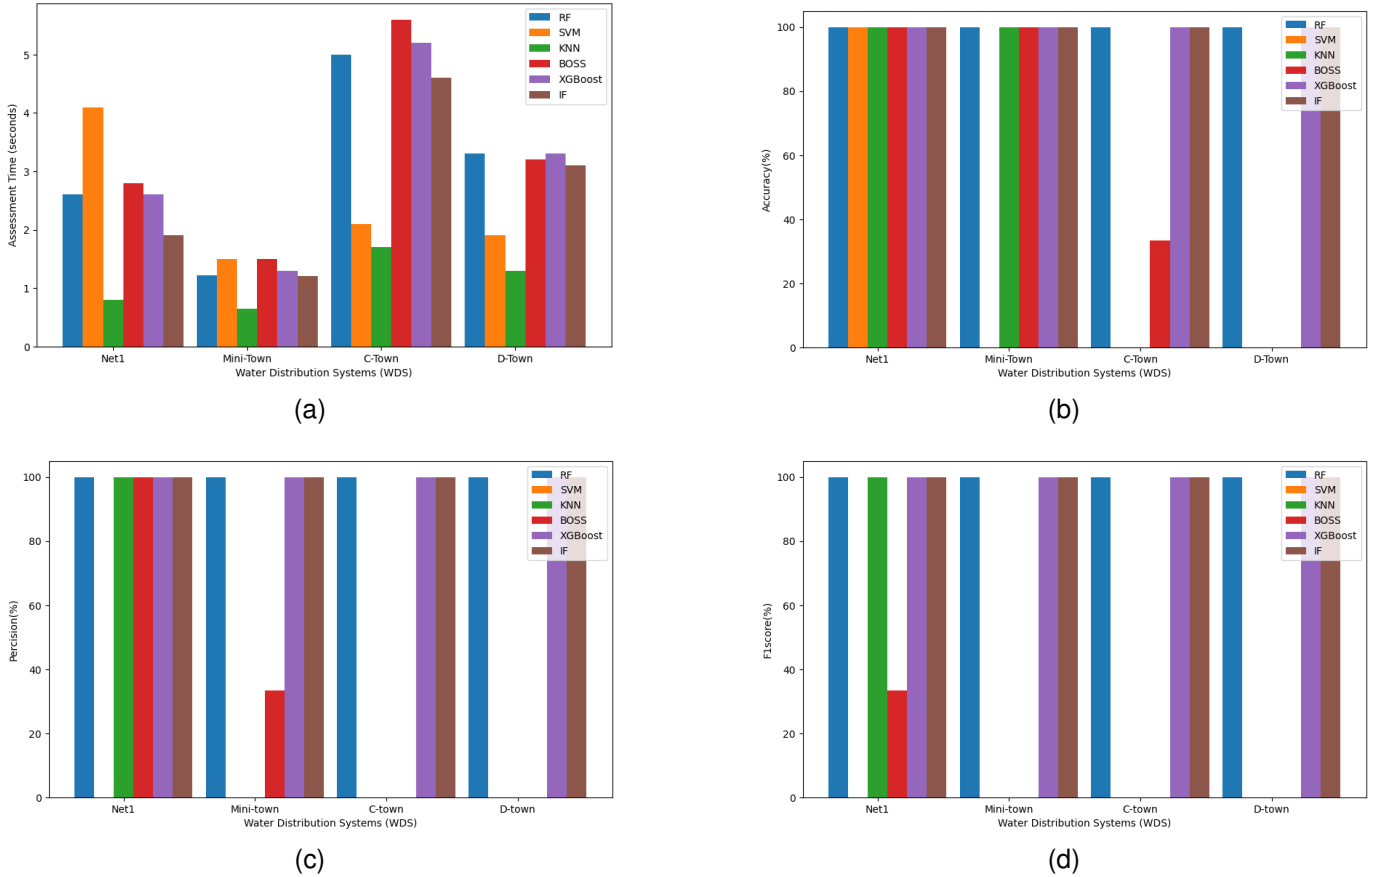 RF
SVM
KNN
BOSS
XGBoost
IF
Assessment Time (seconds)
5
4
3
2
1
0
Net1 Mini-Town C-Town D-Town
Water Distribution Systems (WDS)
(a)
RF
SVM
KNN
BOSS
XGBoost
IF
Accuracy(%)
100
80
60
40
20
0
Net1 Mini-Town C-Town D-Town
Water Distribution Systems (WDS)
(b)
RF
SVM
KNN
BOSS
XGBoost
IF
Percision(%)
100
80
60
40
20
0
Net1 Mini-town C-town D-town
Water Distribution Systems (WDS)
(c)
RF
SVM
KNN
BOSS
XGBoost
IF
F1score(%)
100
80
60
40
20
0
Net1 Mini-town C-town D-town
Water Distribution Systems (WDS)
(d)